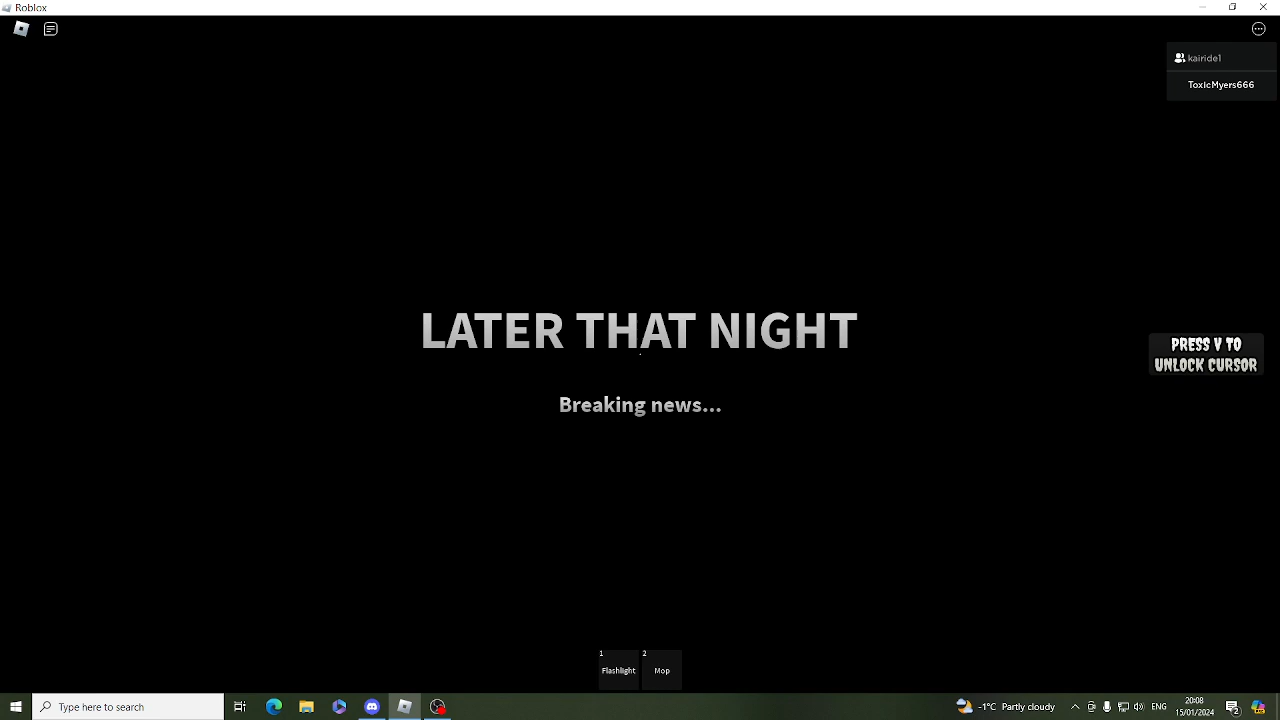 Roblox
kairide1
ToxicMyers666
LATER THAT NIGHT
PRESS V TO
UNLOCK CURSOR
Breaking news...
1
2
Flashlight
Mop
Type here to search
-1°C Partly cloudy
ENG
20:08
15/01/2024